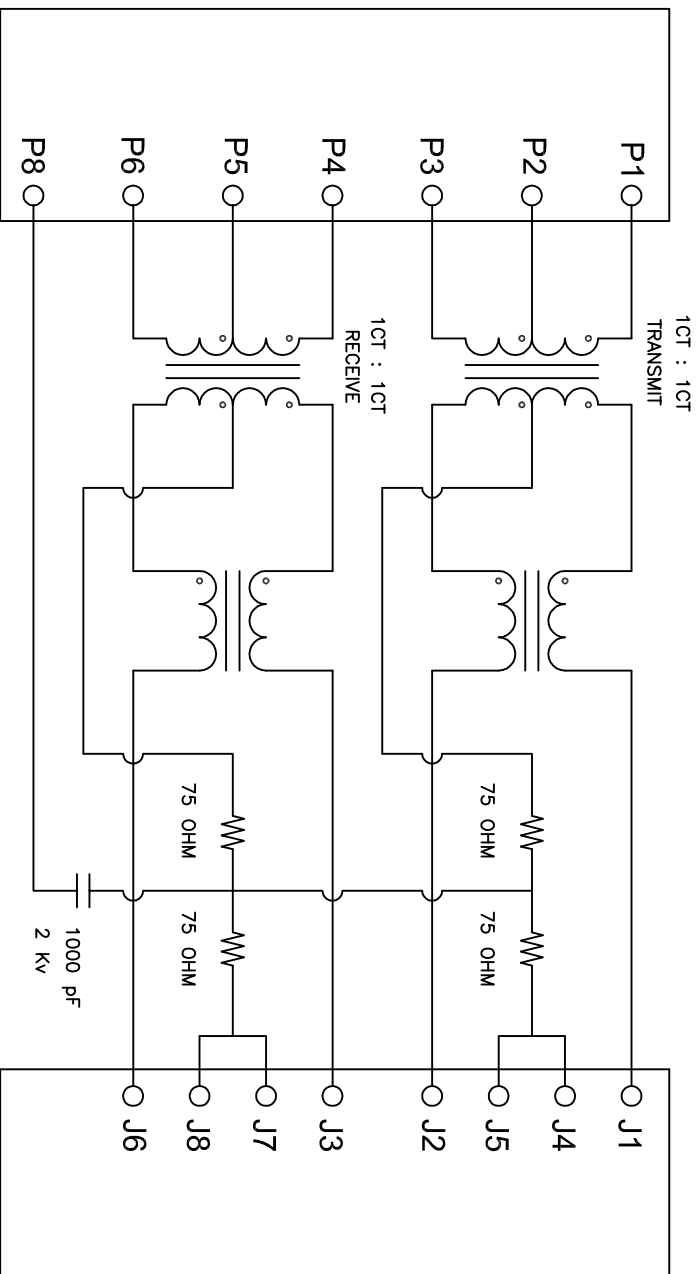 P1
P2
P3
P4
P5
P6
P8
1CT : 1CT
TRANSMIT
1CT : 1CT
RECEIVE
75 OHM
75 OHM
75 OHM
75 OHM
1000 pF
2 Kv
J1
J4
J5
J2
J3
J7
J8
J6